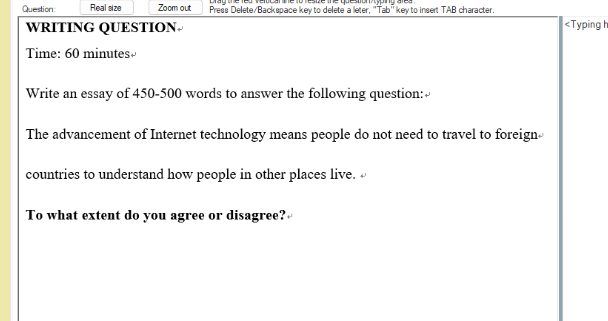 Question: Real size Zoom out Drag the red vertical line to resize the question/typing area.
Press Delete/Backspace key to delete a leter, "Tab" key to insert TAB character.
<Typing h
WRITING QUESTION
Time: 60 minutes
Write an essay of 450-500 words to answer the following question:
The advancement of Internet technology means people do not need to travel to foreign
countries to understand how people in other places live.
To what extent do you agree or disagree?